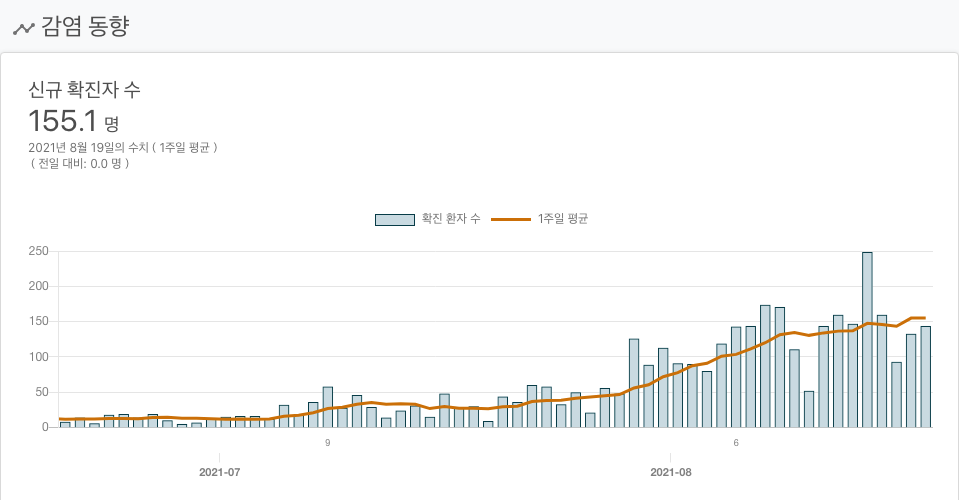 감염 동향
신규 확진자 수
155.1 명
2021년 8월 19일의 수치 ( 1주일 평균 )
( 전일 대비: 0.0 명 )
확진 환자 수 1주일 평균
250
200
150
100
50
0
9 6
2021-07 2021-08